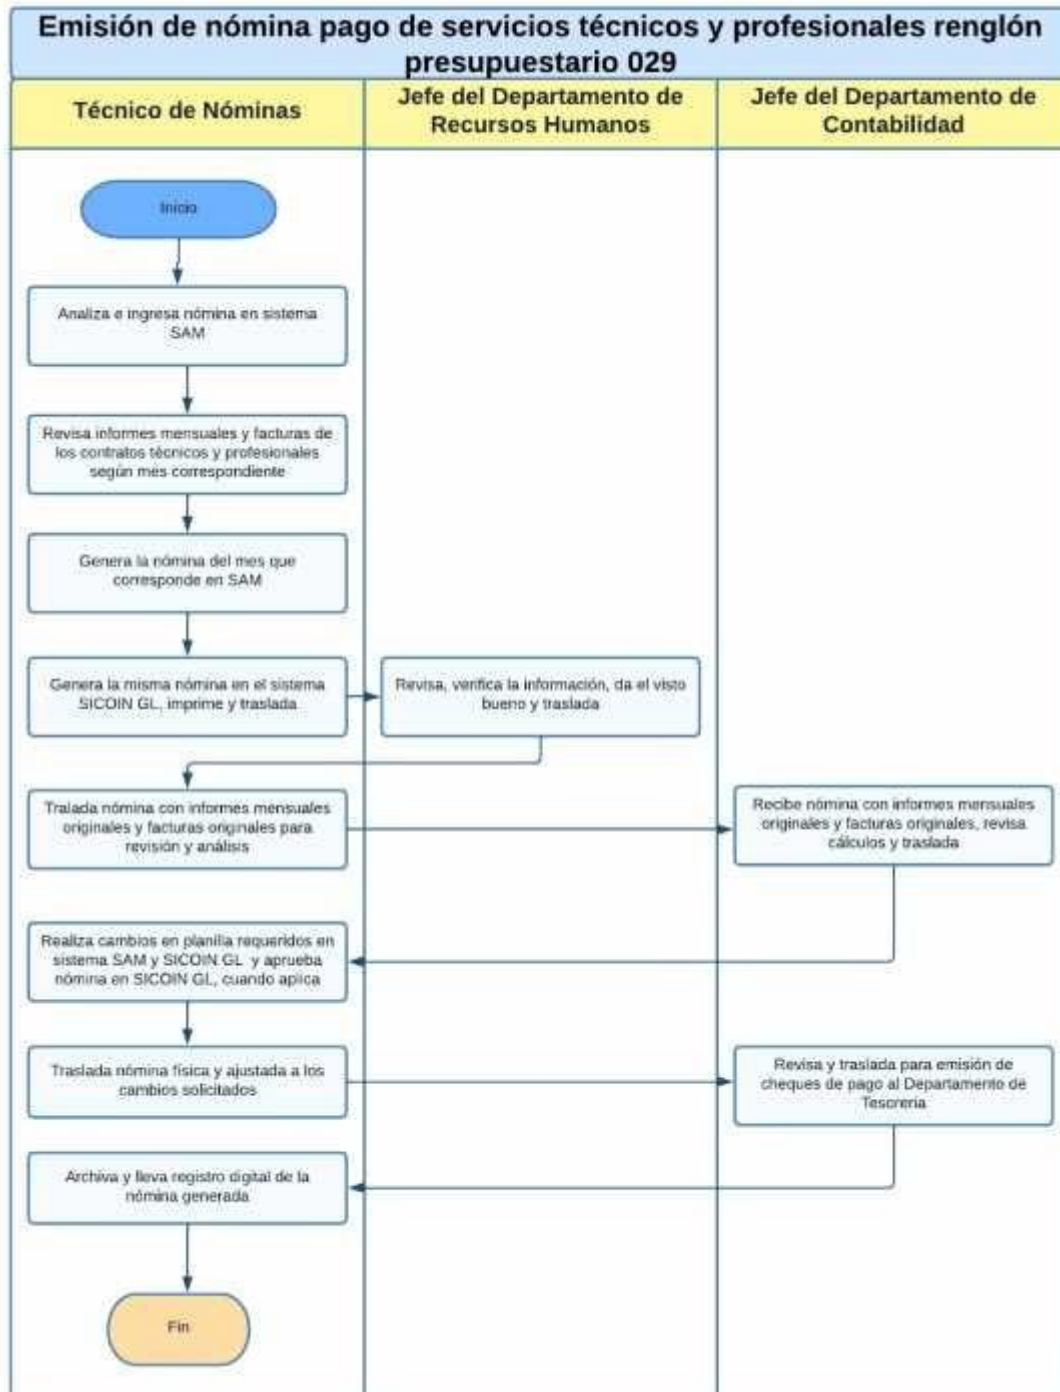 Emisión de nómina pago de servicios técnicos y profesionales renglón
presupuestario 029
Técnico de Nóminas
Jefe del Departamento de
Recursos Humanos
Jefe del Departamento de
Contabilidad
Inicio
Analiza e ingresa nómina en sistema
SAM
Revisa informes mensuales y facturas de
los contratos técnicos y profesionales
según mes correspondiente
Genera la nómina del mes que
corresponde en SAM
Genera la misma nómina en el sistema
SICOIN GL, imprime y traslada
Revisa, verifica la información, da el visto
bueno y traslada
Tralada nómina con informes mensuales
originales y facturas originales para
revisión y análisis
Recibe nómina con informes mensuales
originales y facturas originales, revisa
cálculos y traslada
Realiza cambios en planilla requeridos en
sistema SAM y SICOIN GL y aprueba
nómina en SICOIN GL, cuando aplica
Traslada nómina física y ajustada a los
cambios solicitados
Revisa y traslada para emisión de
cheques de pago al Departamento de
Tesoreria
Archiva y lleva registro digital de la
nómina generada
Fin